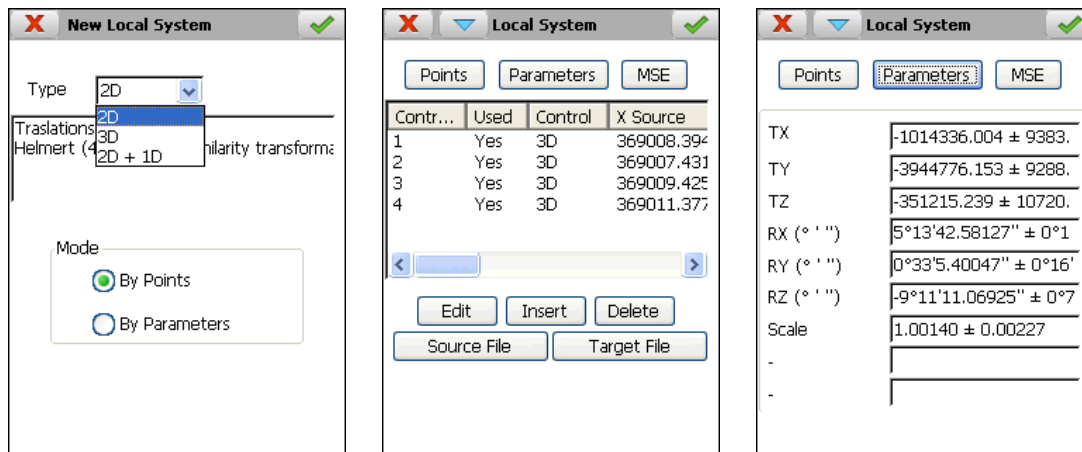 New Local System
Type 2D
2D
3D
2D + 1D
Traslations
Helmert (4 milarity transforma
Mode
By Points
By Parameters
Local System
Points Parameters MSE
Contr... Used Control X Source
1 Yes 3D 369008.394
2 Yes 3D 369007.431
3 Yes 3D 369009.425
4 Yes 3D 369011.377
Edit Insert Delete
Source File Target File
Local System
Points Parameters MSE
TX -1014336.004 ± 9383.
TY -3944776.153 ± 9288.
TZ -351215.239 ± 10720.
RX (° ' ") 5°13'42.58127" ± 0°1
RY (° ' ") 0°33'5.40047" ± 0°16'
RZ (° ' ") -9°11'11.06925" ± 0°7
Scale 1.00140 ± 0.00227
-
-